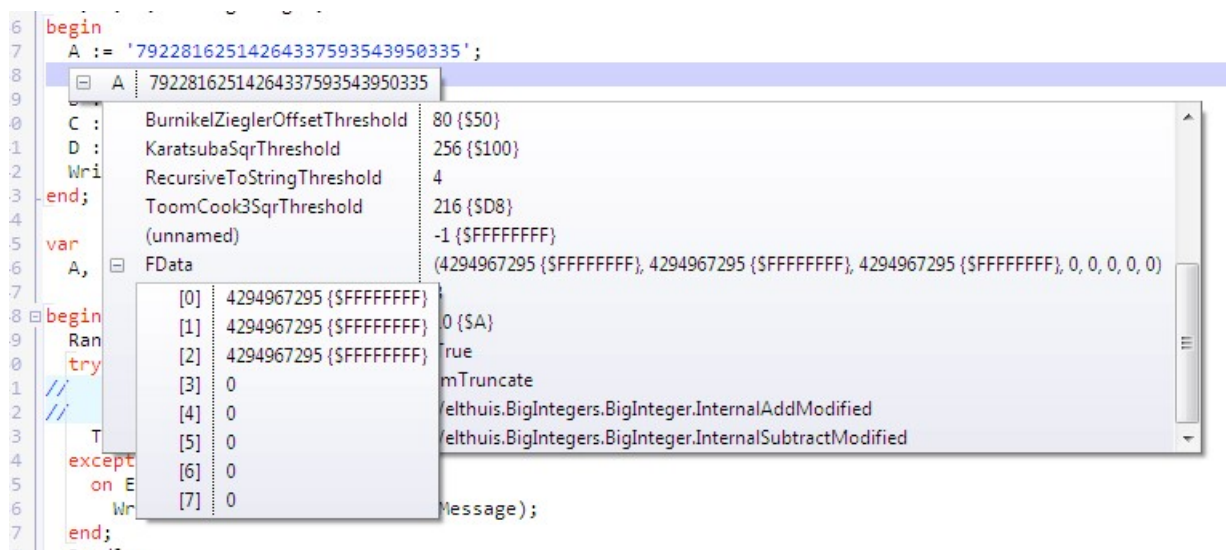 6 begin
7 A := '79228162514264337593543950335';
8 A 79228162514264337593543950335
9
0 C : BurnikelZieglerOffsetThreshold 80 {$50}
1 D : KaratsubaSqrThreshold 256 {$100}
2 Wri RecursiveToStringThreshold 4
3 end; ToomCook3SqrThreshold 216 {$D8}
4 (unnamed) -1 {$FFFFFFFF}
5 var
6 A, FData (4294967295 {$FFFFFFFF}, 4294967295 {$FFFFFFFF}, 4294967295 {$FFFFFFFF}, 0, 0, 0, 0, 0)
7 [0] 4294967295 {$FFFFFFFF}
8 begin [1] 4294967295 {$FFFFFFFF} 0 {$A}
9 Ran [2] 4294967295 {$FFFFFFFF} rue
0 try [3] 0 mTruncate
1 // [4] 0 elthuis.BigIntegers.BigInteger.InternalAddModified
2 // [5] 0 elthuis.BigIntegers.BigInteger.InternalSubtractModified
3 T
4 except [6] 0
5 on E [7] 0
6 Wr Message);
7 end;